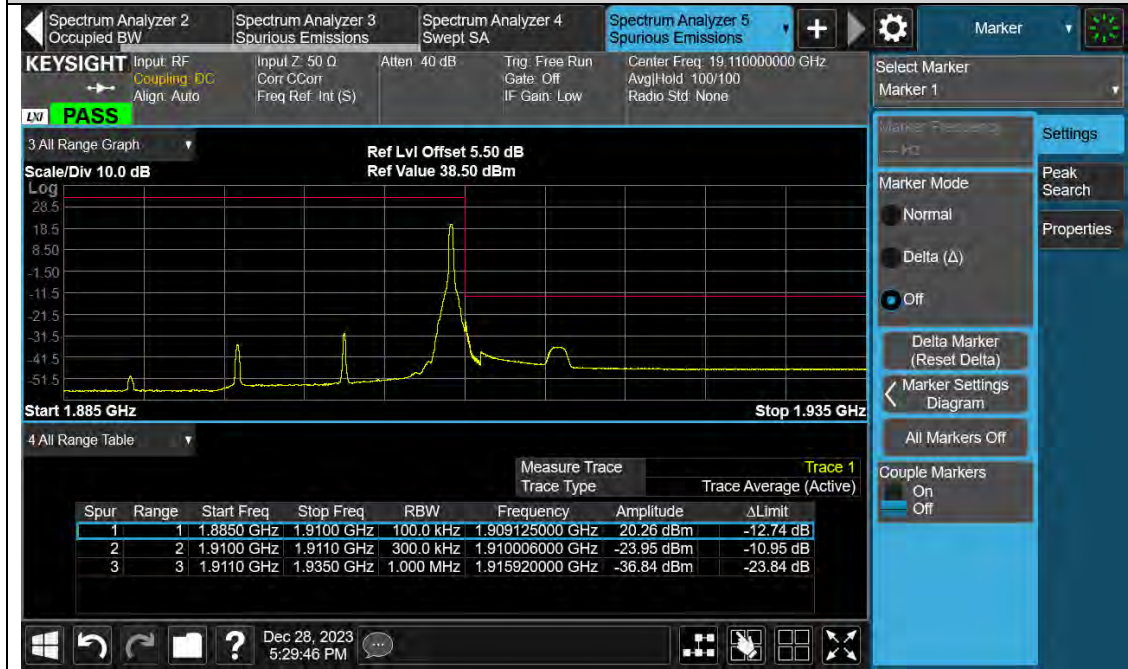 Spectrum Analyzer 2
Occupied BW
Spectrum Analyzer 3
Spurious Emissions
Spectrum Analyzer 4
Swept SA
Spectrum Analyzer 5
Spurious Emissions
+
Marker
KEYSIGHT
Input: RF
Coupling: DC
Align: Auto
Input Z: 50 Ω
Corr CCorr
Freq Ref: Int (S)
Atten: 40 dB
Trig: Free Run
Gate: Off
IF Gain: Low
Center Freq: 19.110000000 GHz
Avg|Hold: 100/100
Radio Std: None
LXI PASS
Select Marker
Marker 1
Marker Frequency
--- Hz
Settings
Peak
Search
Properties
Marker Mode
Normal
Delta (Δ)
Off
Delta Marker
(Reset Delta)
Marker Settings
Diagram
All Markers Off
Couple Markers
On
Off
3 All Range Graph
Ref Lvl Offset 5.50 dB
Scale/Div 10.0 dB
Ref Value 38.50 dBm
Log
28.5
18.5
8.50
-1.50
-11.5
-21.5
-31.5
-41.5
-51.5
Start 1.885 GHz
Stop 1.935 GHz
4 All Range Table
Measure Trace Trace 1
Trace Type Trace Average (Active)
Spur Range Start Freq Stop Freq RBW Frequency Amplitude ΔLimit
1 1 1.8850 GHz 1.9100 GHz 100.0 kHz 1.909125000 GHz 20.26 dBm -12.74 dB
2 2 1.9100 GHz 1.9110 GHz 300.0 kHz 1.910006000 GHz -23.95 dBm -10.95 dB
3 3 1.9110 GHz 1.9350 GHz 1.000 MHz 1.915920000 GHz -36.84 dBm -23.84 dB
?
Dec 28, 2023
5:29:46 PM